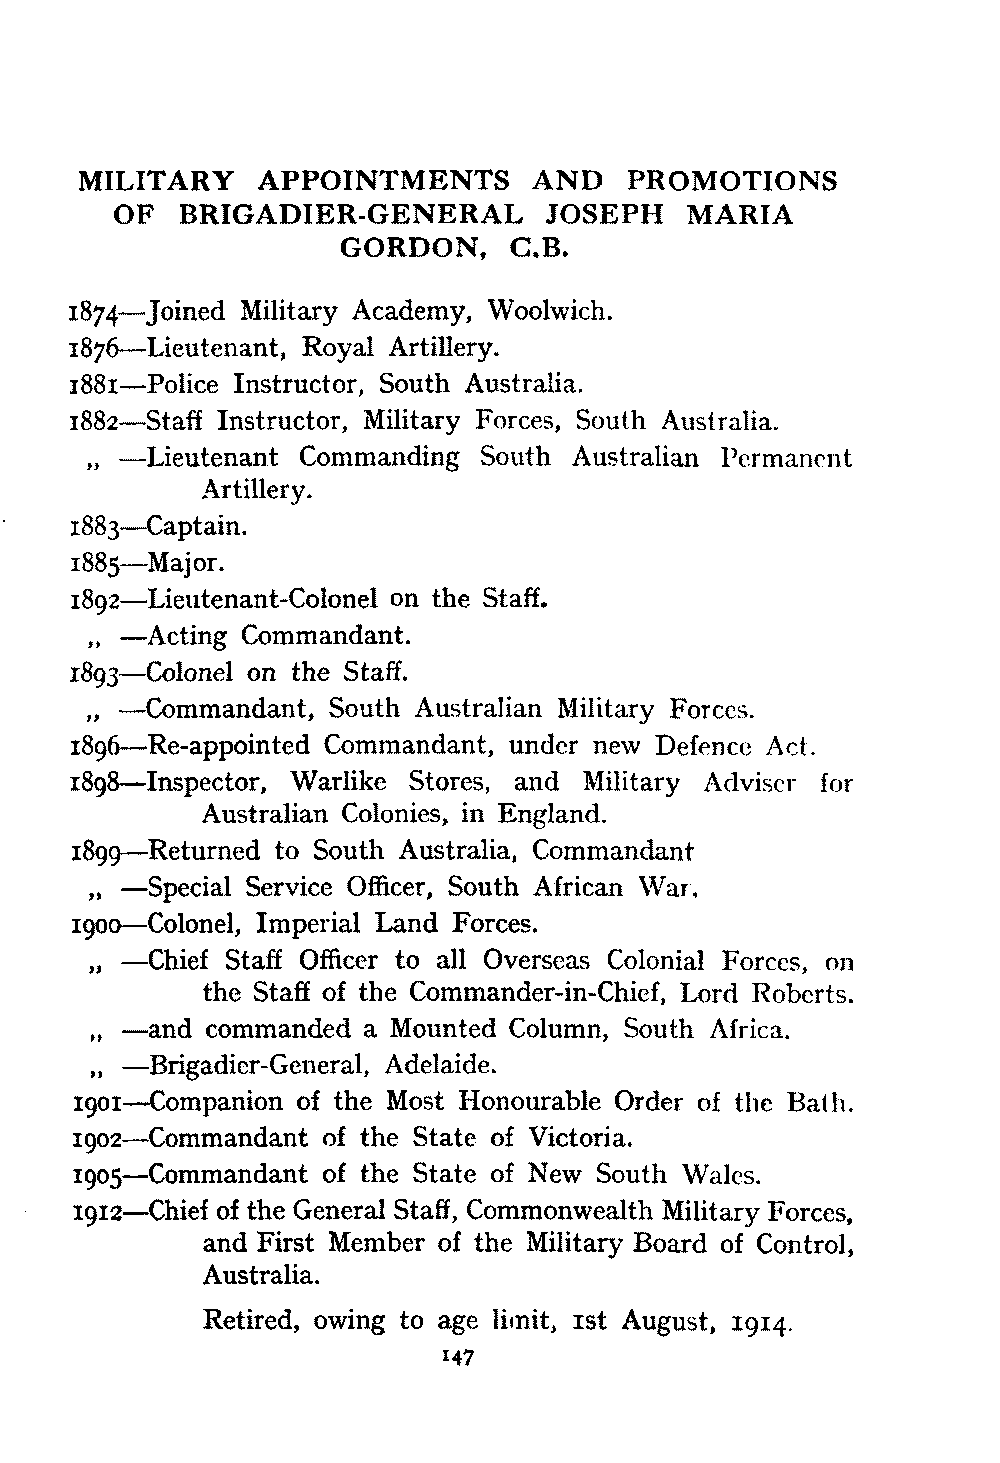 MILITARY APPOINTMENTS AND PROMOTIONS
OF BRIGADIER-GENERAL JOSEPH MARIA
GORDON, C.B.
1874—Joined Military Academy, Woolwich.
1876—Lieutenant, Royal Artillery.
1881—Police Instructor, South Australia.
1882—Staff Instructor, Military Forces, South Australia.
„ —Lieutenant Commanding South Australian Permanent
Artillery.
1883—Captain.
1885—Major.
1892—Lieutenant-Colonel on the Staff.
„ —Acting Commandant.
1893—Colonel on the Staff.
„ —Commandant, South Australian Military Forces.
1896—Re-appointed Commandant, under new Defence Act.
1898—Inspector, Warlike Stores, and Military Adviser for
Australian Colonies, in England.
1899—Returned to South Australia, Commandant
„ —Special Service Officer, South African War.
1900—Colonel, Imperial Land Forces.
„ —Chief Staff Officer to all Overseas Colonial Forces, on
the Staff of the Commander-in-Chief, Lord Roberts.
„ —and commanded a Mounted Column, South Africa.
„ —Brigadier-General, Adelaide.
1901—Companion of the Most Honourable Order of the Bath.
1902—Commandant of the State of Victoria.
1905—Commandant of the State of New South Wales.
1912—Chief of the General Staff, Commonwealth Military Forces,
and First Member of the Military Board of Control,
Australia.
Retired, owing to age limit, 1st August, 1914.
147